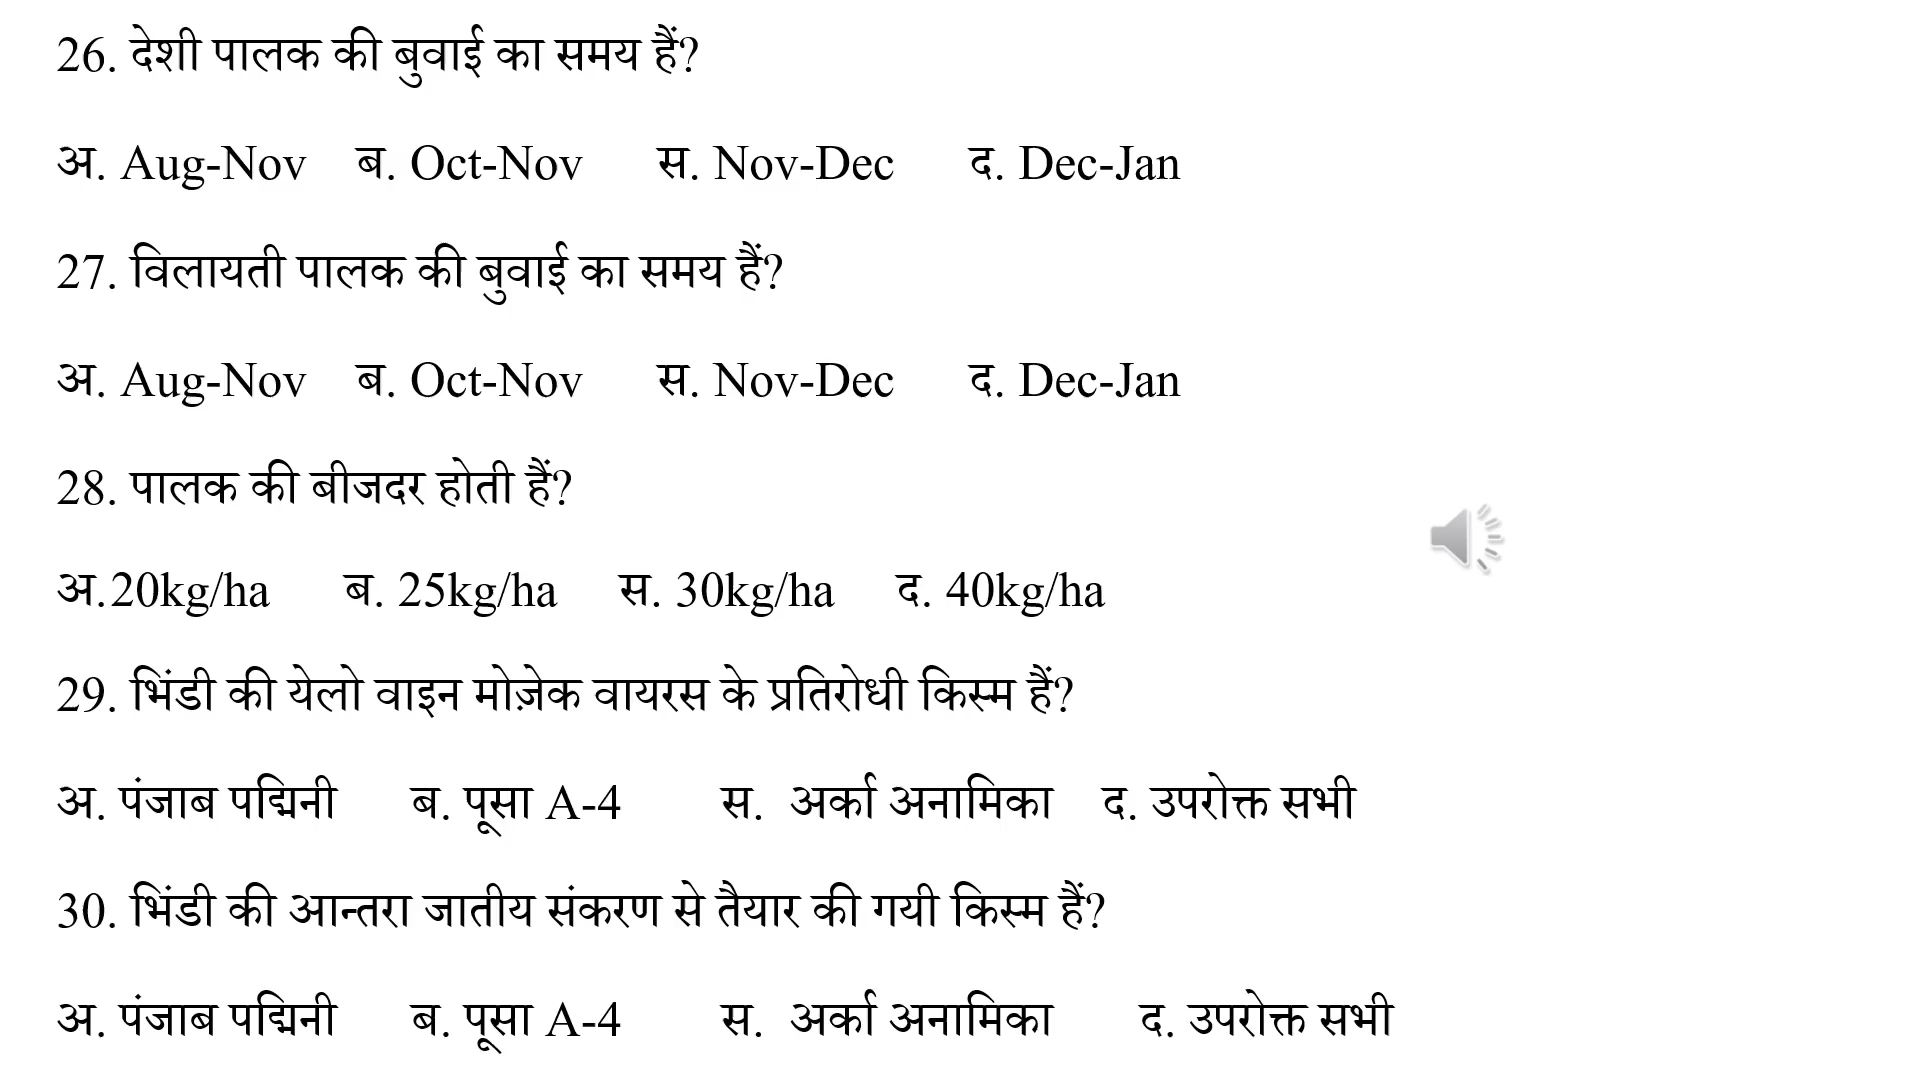 26. देशी पालक की बुवाई का समय हैं?
अ. Aug-Nov ब. Oct-Nov स. Nov-Dec द. Dec-Jan
27. विलायती पालक की बुवाई का समय हैं?
अ. Aug-Nov ब. Oct-Nov स. Nov-Dec द. Dec-Jan
28. पालक की बीजदर होती हैं?
अ.20kg/ha ब. 25kg/ha स. 30kg/ha द. 40kg/ha
29. भिंडी की येलो वाइन मोज़ेक वायरस के प्रतिरोधी किस्म हैं?
अ. पंजाब पद्मिनी ब. पूसा A-4 स. अर्का अनामिका द. उपरोक्त सभी
30. भिंडी की आन्तरा जातीय संकरण से तैयार की गयी किस्म हैं?
अ. पंजाब पद्मिनी ब. पूसा A-4 स. अर्का अनामिका द. उपरोक्त सभी